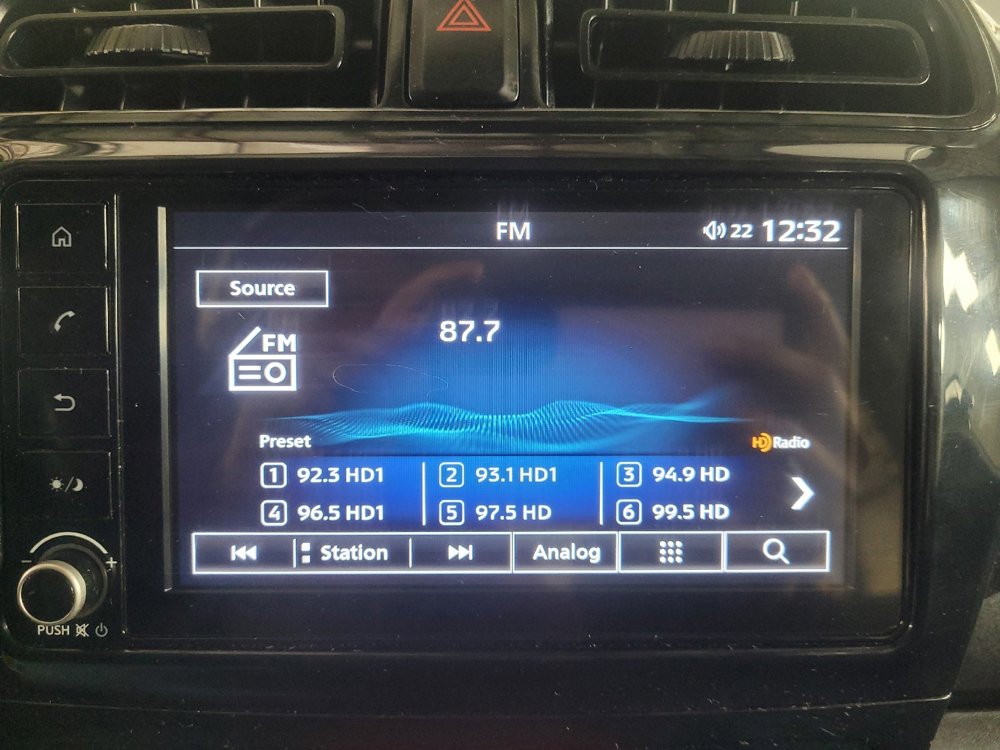 FM 22 12:32
Source
FM
87.7
Preset
HD Radio
1 92.3 HD1 2 93.1 HD1 3 94.9 HD
4 96.5 HD1 5 97.5 HD 6 99.5 HD
Station Analog
- +
PUSH